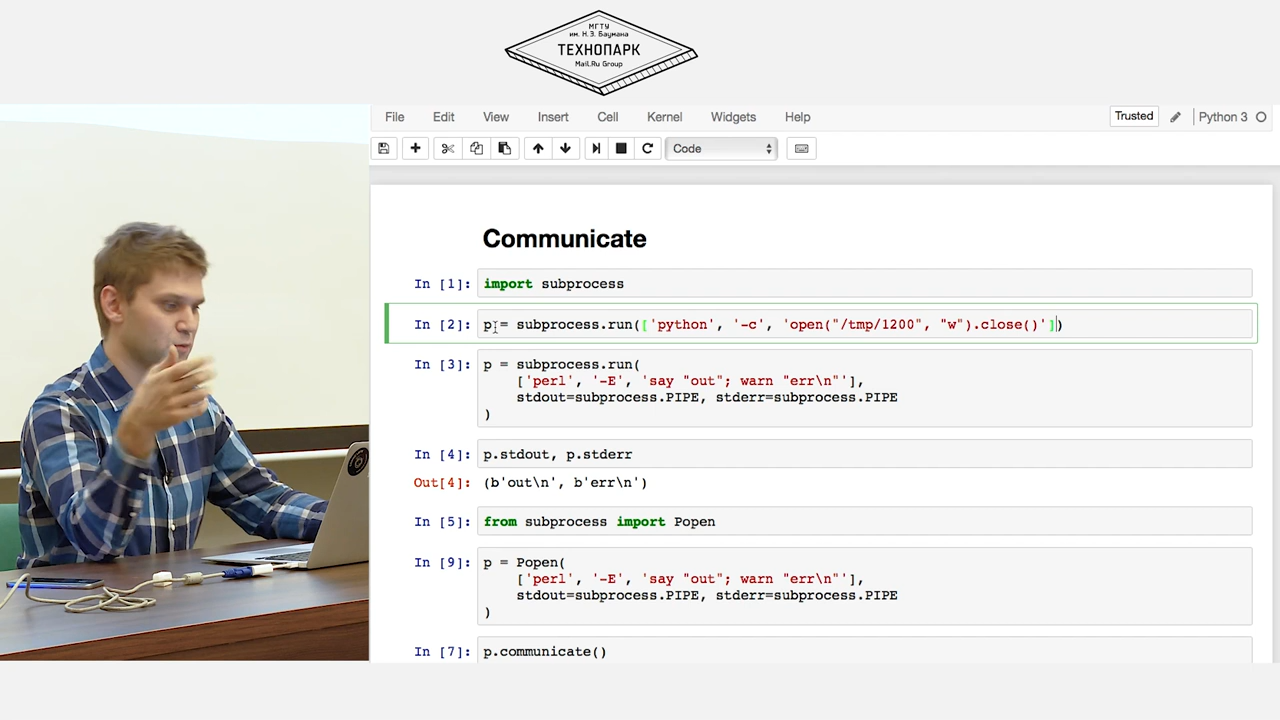 МГТУ
им. Н.Э. Баумана
ТЕХНОПАРК
Mail.Ru Group
File Edit View Insert Cell Kernel Widgets Help Trusted Python 3
Code
Communicate
In [1]: import subprocess
In [2]: p = subprocess.run(['python', '-c', 'open("/tmp/1200", "w").close()'])
In [3]: p = subprocess.run(
['perl', '-E', 'say "out"; warn "err\n"'],
stdout=subprocess.PIPE, stderr=subprocess.PIPE
)
In [4]: p.stdout, p.stderr
Out[4]: (b'out\n', b'err\n')
In [5]: from subprocess import Popen
In [9]: p = Popen(
['perl', '-E', 'say "out"; warn "err\n"'],
stdout=subprocess.PIPE, stderr=subprocess.PIPE
)
In [7]: p.communicate()